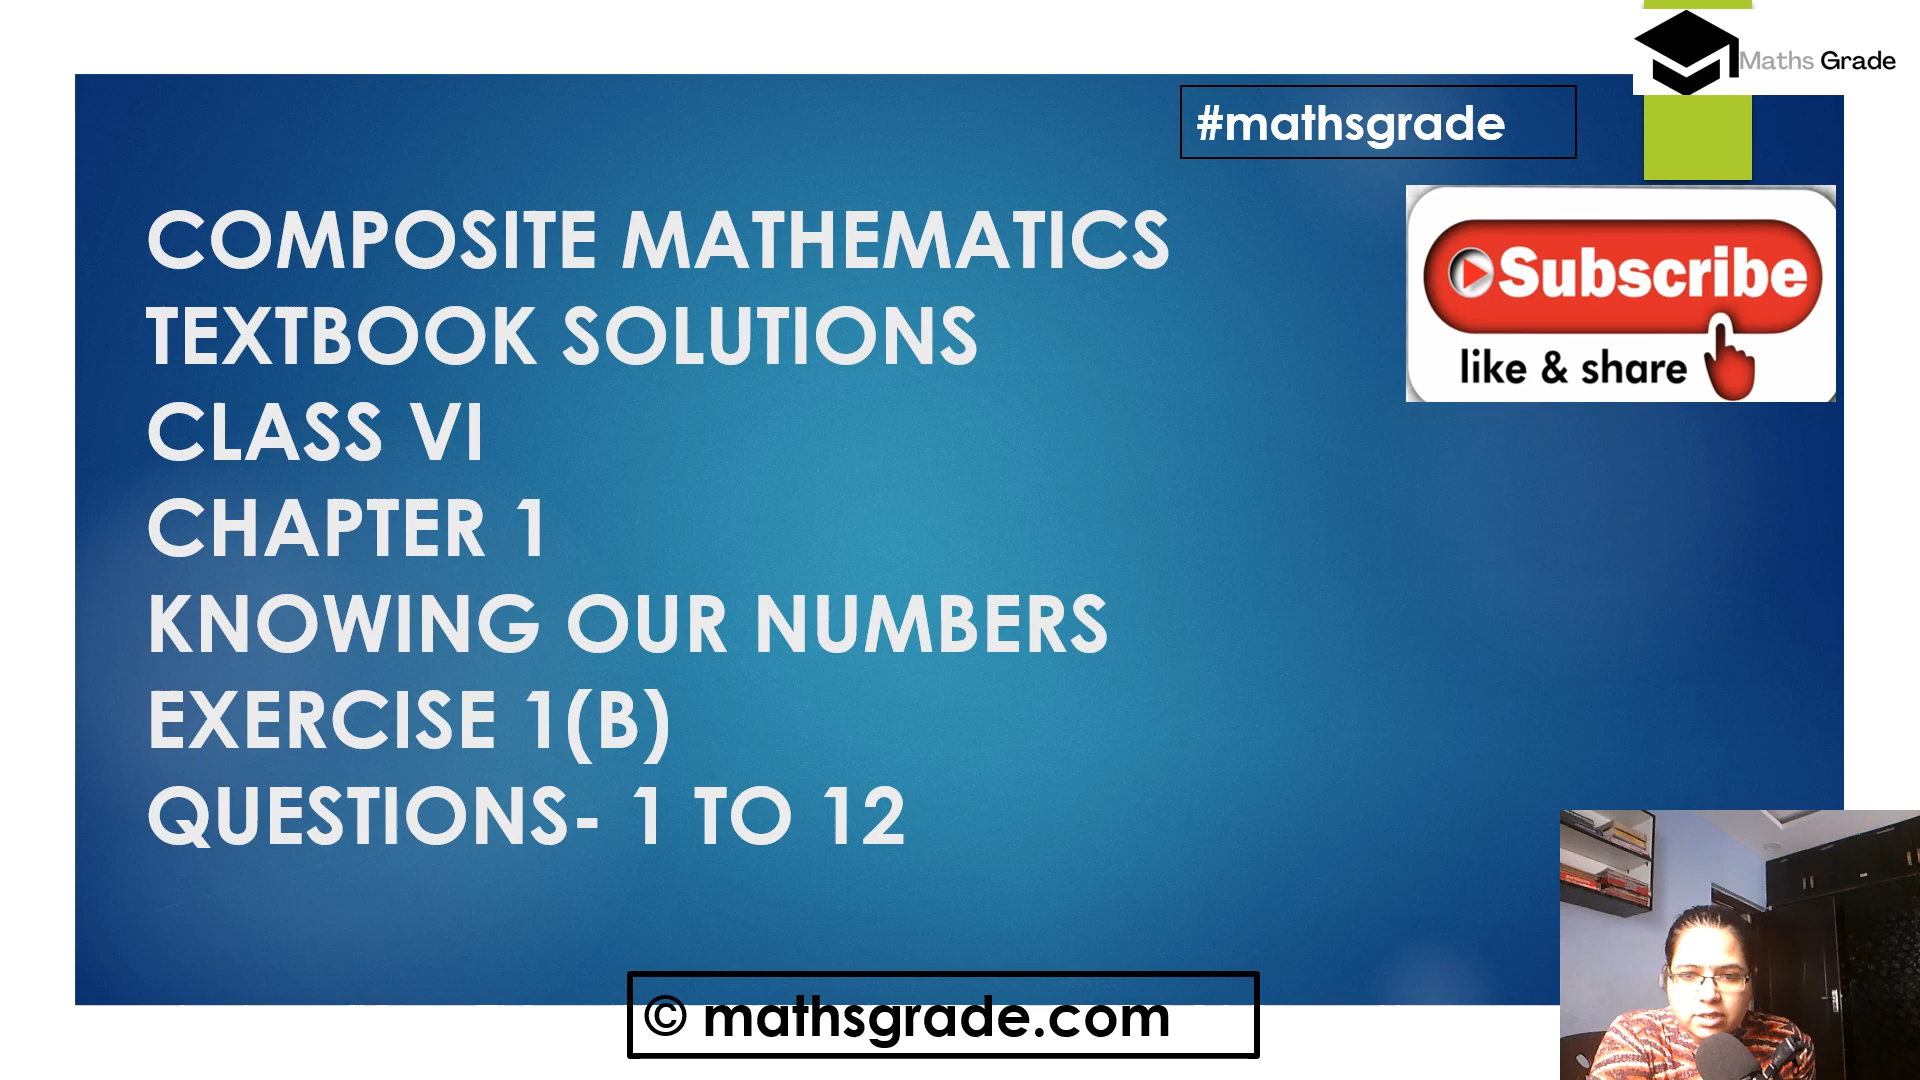 Maths Grade
#mathsgrade
COMPOSITE MATHEMATICS
TEXTBOOK SOLUTIONS
CLASS VI
CHAPTER 1
KNOWING OUR NUMBERS
EXERCISE 1(B)
QUESTIONS- 1 TO 12
Subscribe
like & share
© mathsgrade.com